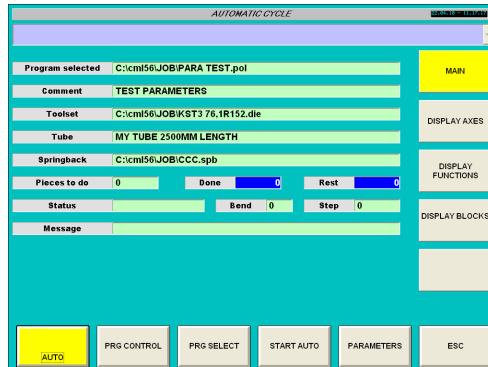 AUTOMATIC CYCLE
Program selected C:\cml56\JOB\PARA TEST.pol
MAIN
Comment TEST PARAMETERS
Toolset C:\cml56\JOB\KST3 76,1R152.die
DISPLAY AXES
Tube MY TUBE 2500MM LENGTH
Springback C:\cml56\JOB\CCC.spb
DISPLAY
FUNCTIONS
Pieces to do 0 Done 0 Rest 0
Status Bend 0 Step 0
DISPLAY BLOCKS
Message
AUTO
PRG CONTROL
PRG SELECT
START AUTO
PARAMETERS
ESC